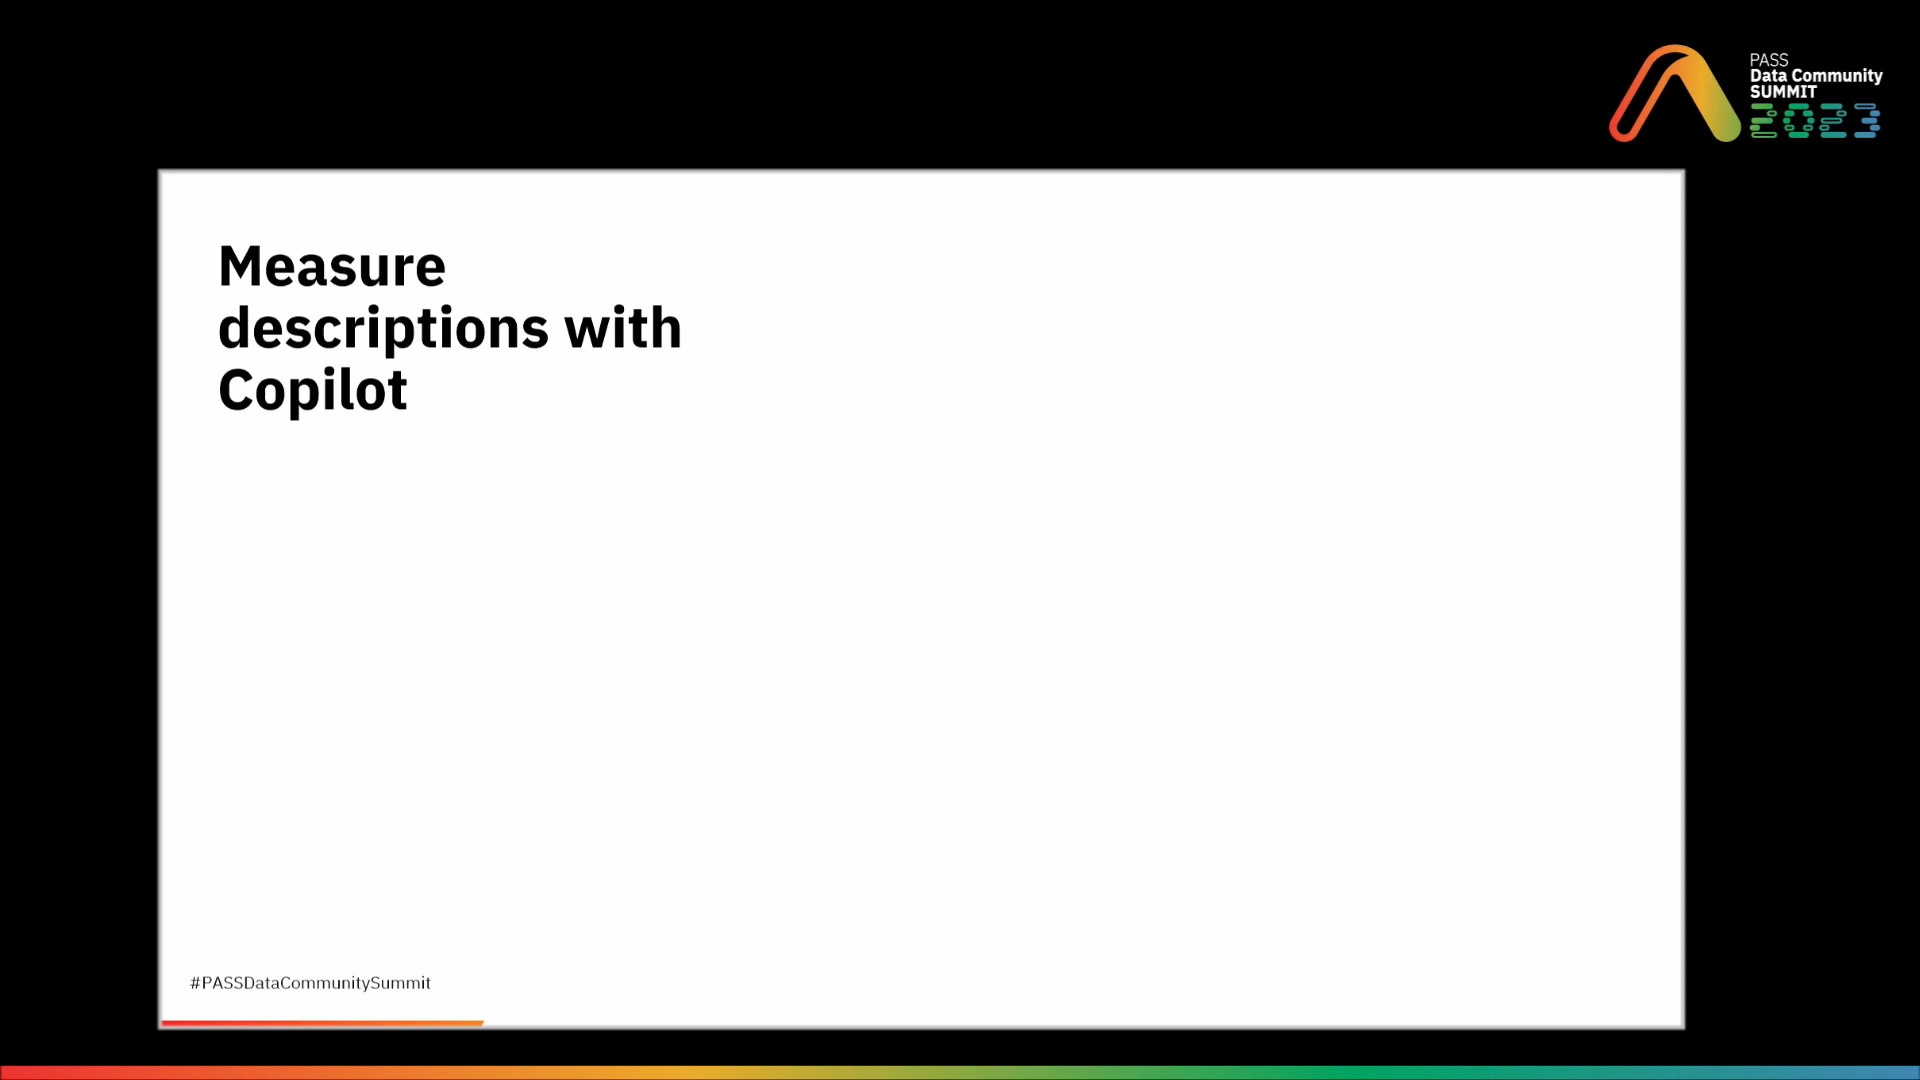 PASS
Data Community
SUMMIT
2023
Measure
descriptions with
Copilot
#PASSDataCommunitySummit